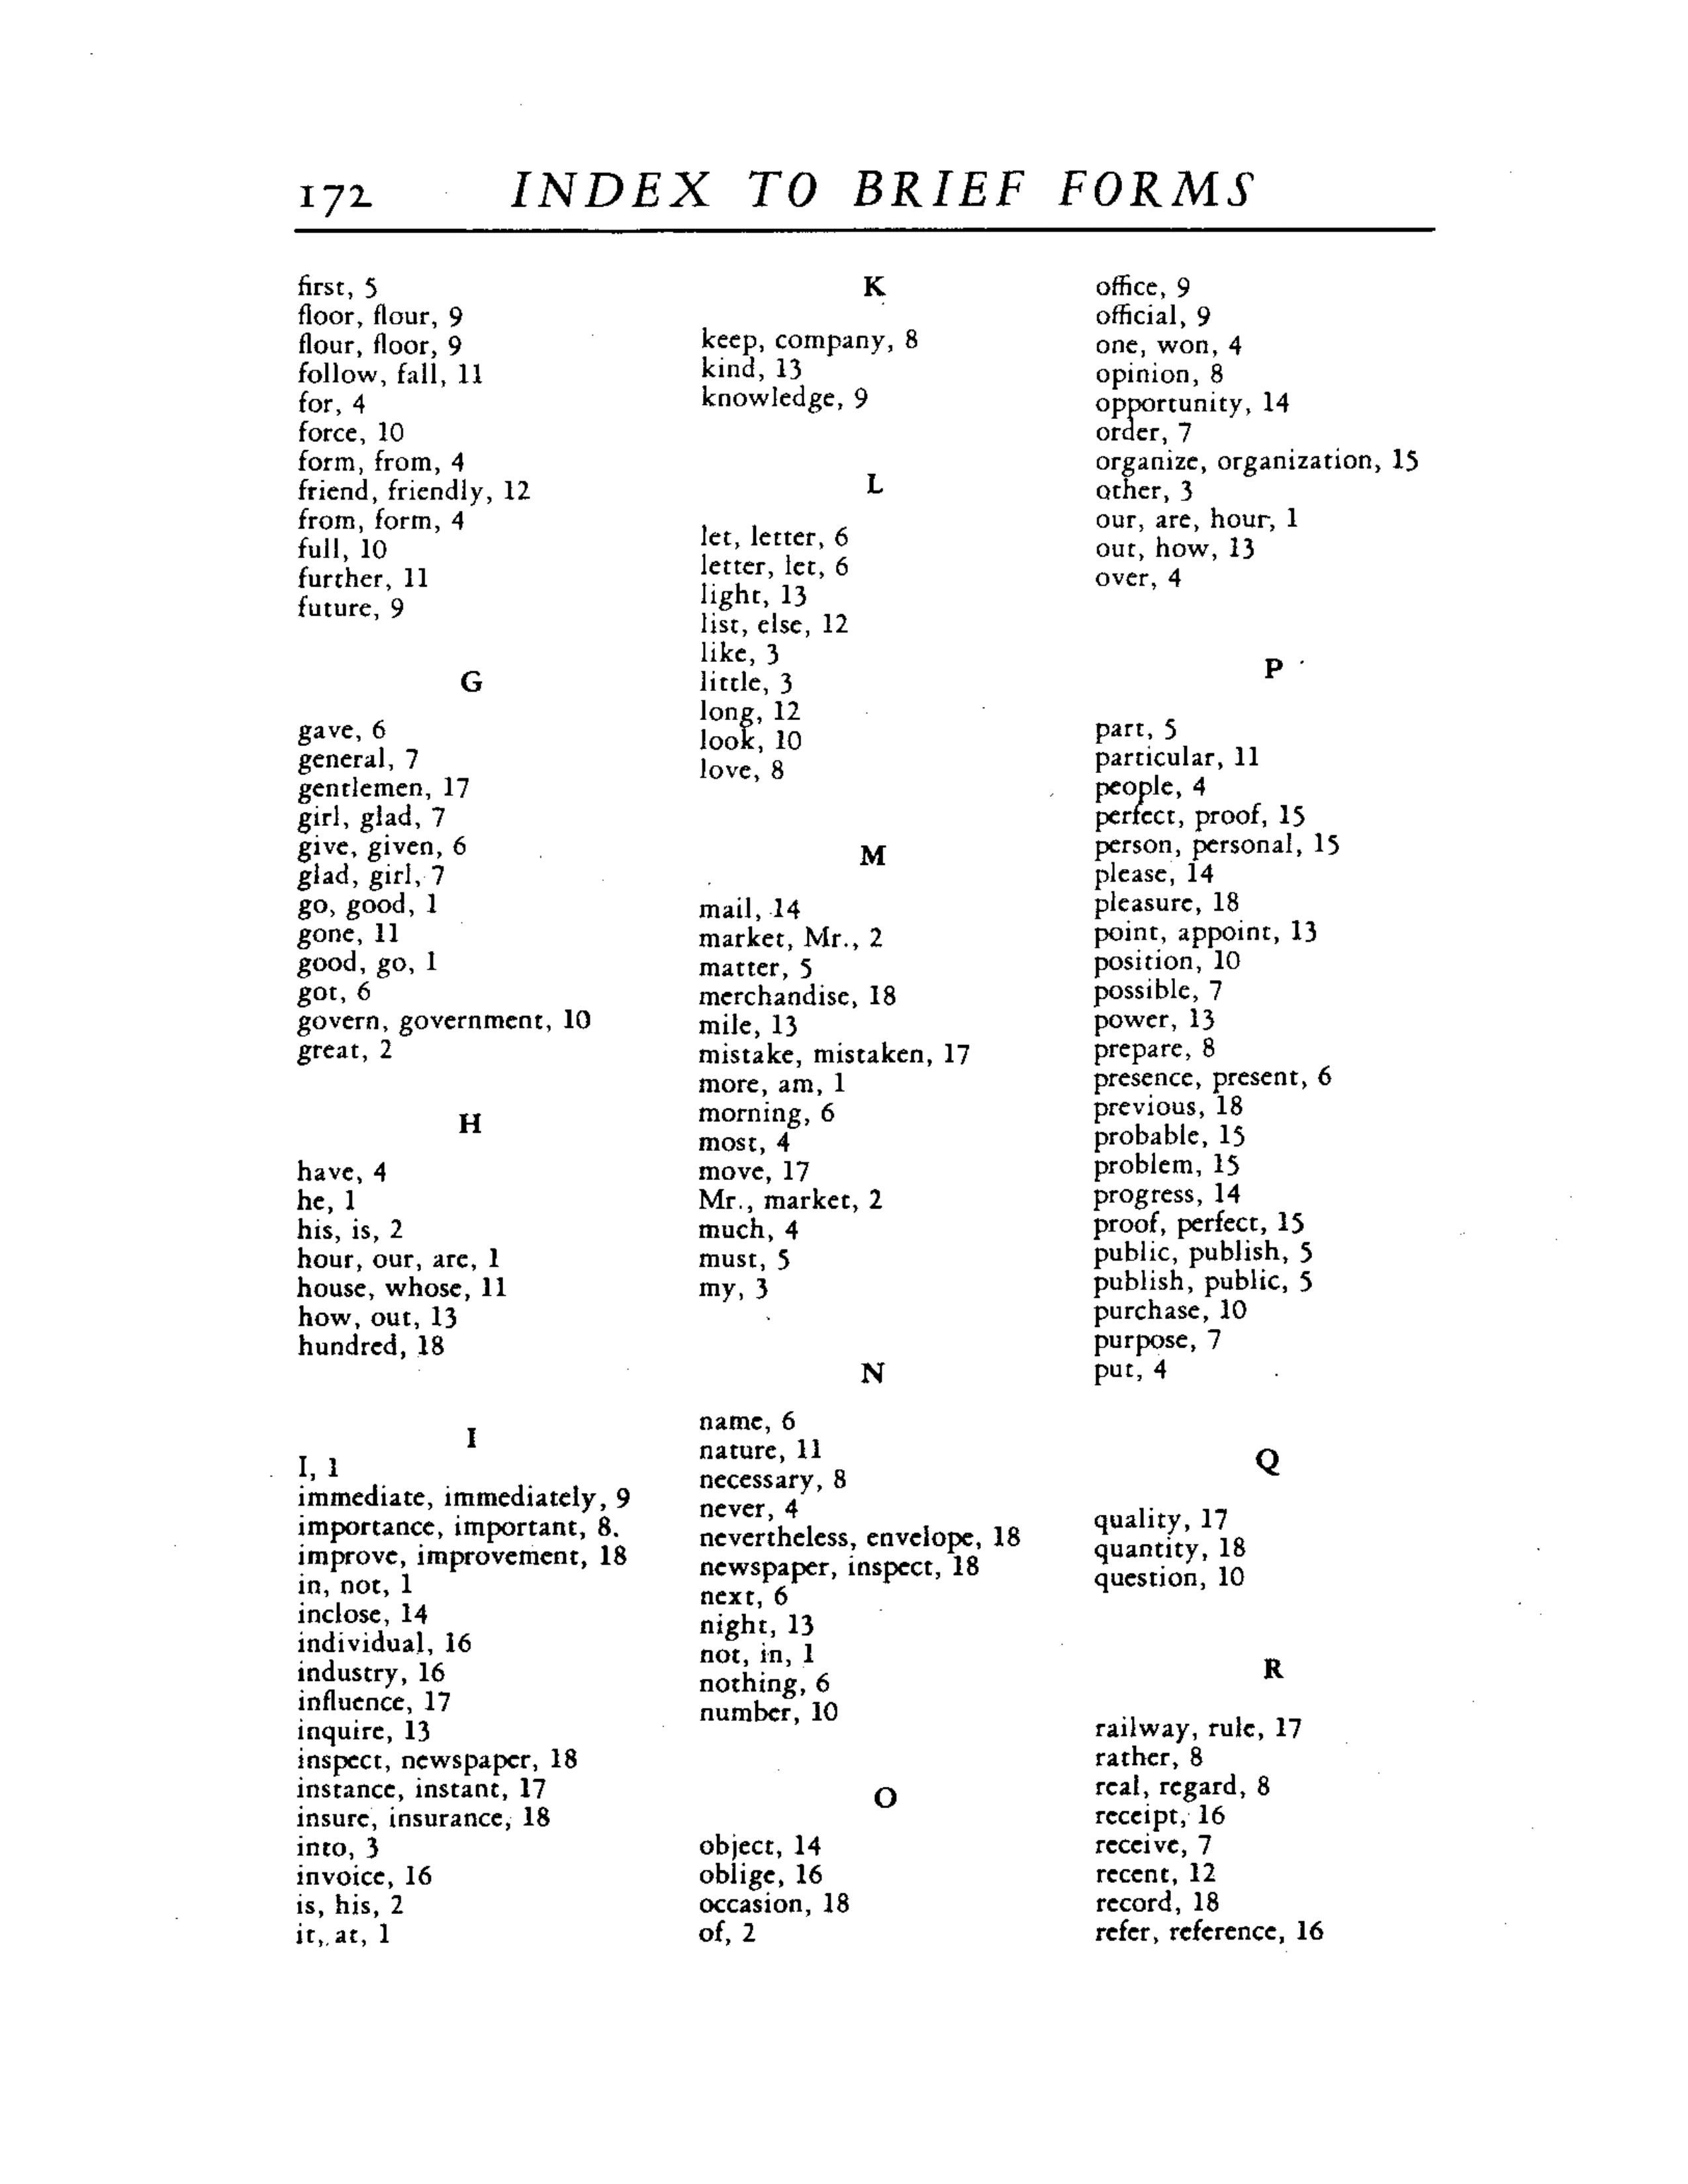 172 INDEX TO BRIEF FORMS
first, 5
floor, flour, 9
flour, floor, 9
follow, fall, 11
for, 4
force, 10
form, from, 4
friend, friendly, 12
from, form, 4
full, 10
further, 11
future, 9
G
gave, 6
general, 7
gentlemen, 17
girl, glad, 7
give, given, 6
glad, girl, 7
go, good, 1
gone, 11
good, go, 1
got, 6
govern, government, 10
great, 2
H
have, 4
he, 1
his, is, 2
hour, our, are, 1
house, whose, 11
how, out, 13
hundred, 18
I
I, 1
immediate, immediately, 9
importance, important, 8.
improve, improvement, 18
in, not, 1
inclose, 14
individual, 16
industry, 16
influence, 17
inquire, 13
inspect, newspaper, 18
instance, instant, 17
insure, insurance, 18
into, 3
invoice, 16
is, his, 2
it, at, 1
K
keep, company, 8
kind, 13
knowledge, 9
L
let, letter, 6
letter, let, 6
light, 13
list, else, 12
like, 3
little, 3
long, 12
look, 10
love, 8
M
mail, 14
market, Mr., 2
matter, 5
merchandise, 18
mile, 13
mistake, mistaken, 17
more, am, 1
morning, 6
most, 4
move, 17
Mr., market, 2
much, 4
must, 5
my, 3
N
name, 6
nature, 11
necessary, 8
never, 4
nevertheless, envelope, 18
newspaper, inspect, 18
next, 6
night, 13
not, in, 1
nothing, 6
number, 10
O
object, 14
oblige, 16
occasion, 18
of, 2
office, 9
official, 9
one, won, 4
opinion, 8
opportunity, 14
order, 7
organize, organization, 15
other, 3
our, are, hour, 1
out, how, 13
over, 4
P
part, 5
particular, 11
people, 4
perfect, proof, 15
person, personal, 15
please, 14
pleasure, 18
point, appoint, 13
position, 10
possible, 7
power, 13
prepare, 8
presence, present, 6
previous, 18
probable, 15
problem, 15
progress, 14
proof, perfect, 15
public, publish, 5
publish, public, 5
purchase, 10
purpose, 7
put, 4
Q
quality, 17
quantity, 18
question, 10
R
railway, rule, 17
rather, 8
real, regard, 8
receipt, 16
receive, 7
recent, 12
record, 18
refer, reference, 16